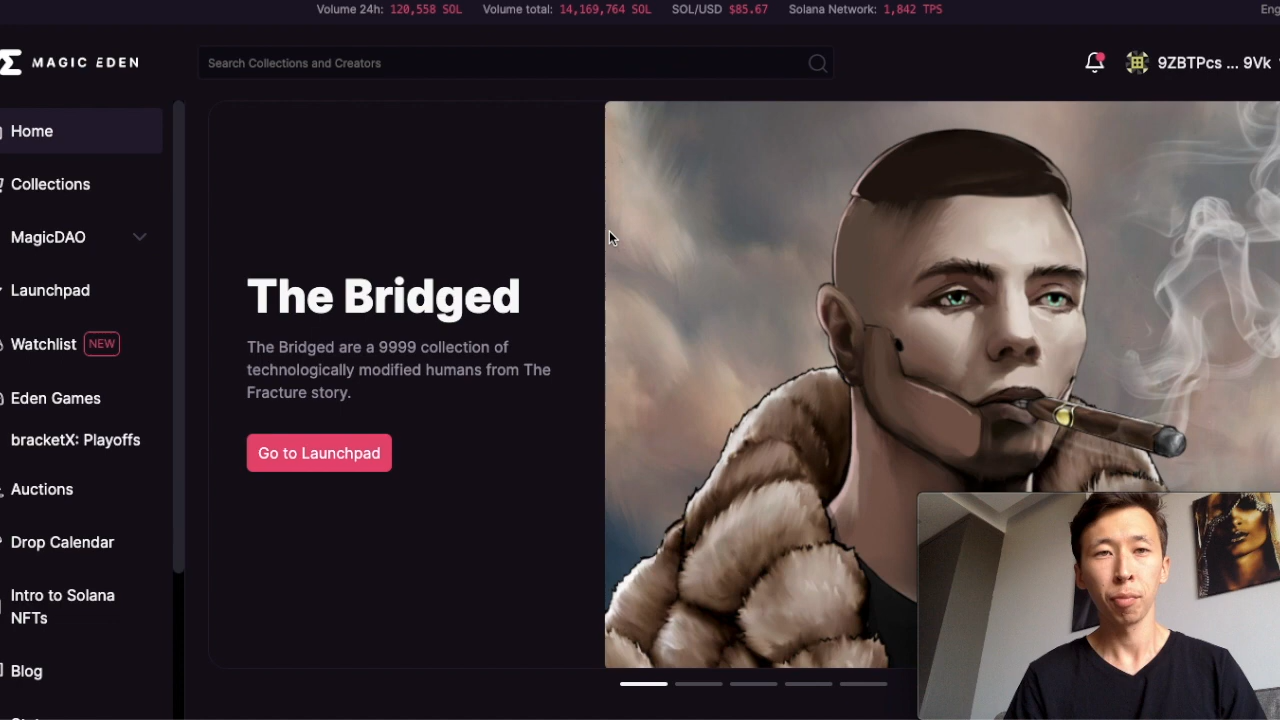 Volume 24h: 120,558 SOL Volume total: 14,169,764 SOL SOL/USD $85.67 Solana Network: 1,842 TPS Eng
MAGIC EDEN
Search Collections and Creators
9ZBTPcs ... 9Vk
Home
Collections
MagicDAO
Launchpad
Watchlist NEW
Eden Games
bracketX: Playoffs
Auctions
Drop Calendar
Intro to Solana
NFTs
Blog
The Bridged
The Bridged are a 9999 collection of
technologically modified humans from The
Fracture story.
Go to Launchpad